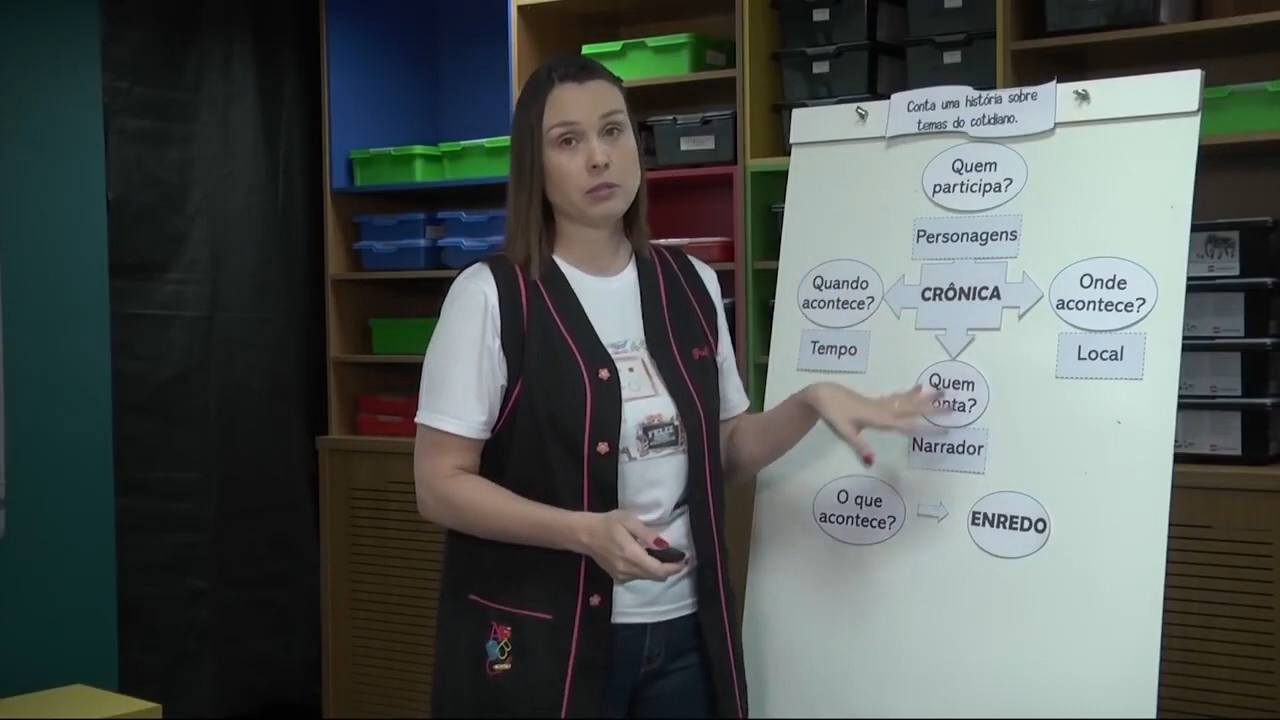 Conta uma história sobre
temas do cotidiano.
Quem
participa?
Personagens
Quando
acontece?
CRÔNICA
Onde
acontece?
Tempo
Local
Quem
Narrador
O que
acontece?
ENREDO
FELIZ